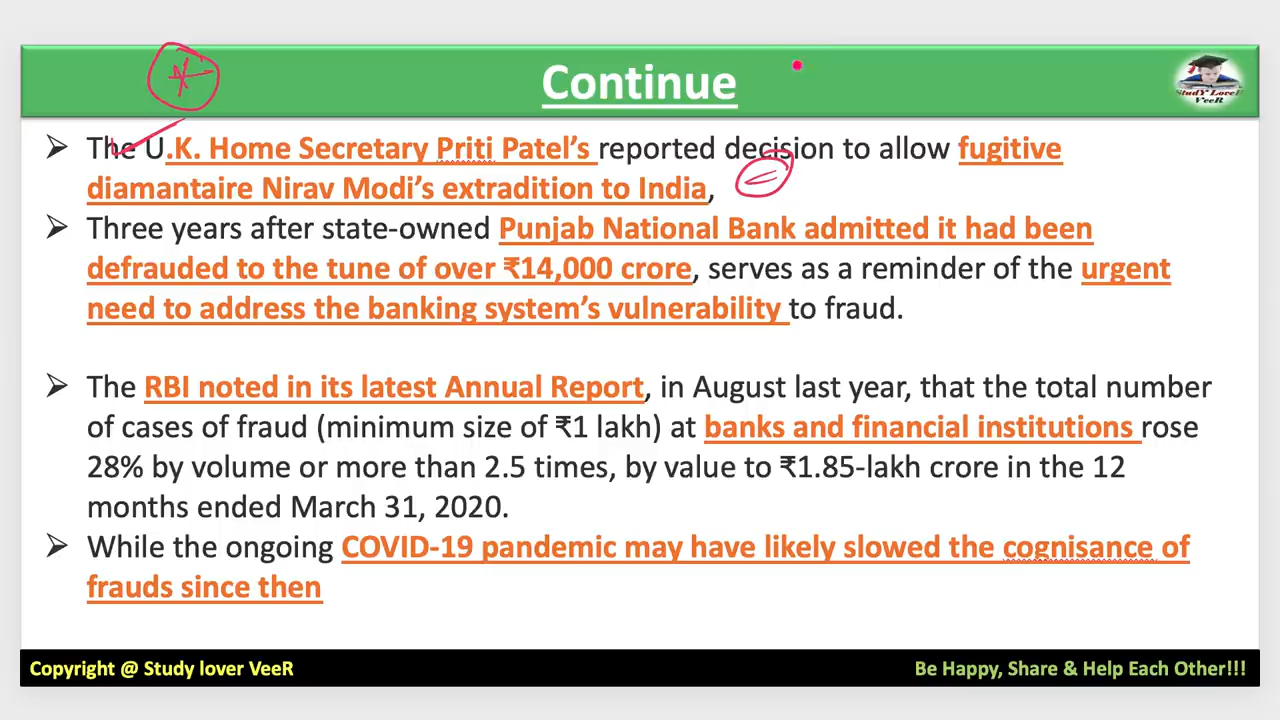 Continue
StudY LoveR
VeeR
➢ The U.K. Home Secretary Priti Patel's reported decision to allow fugitive
diamantaire Nirav Modi's extradition to India,
➢ Three years after state-owned Punjab National Bank admitted it had been
defrauded to the tune of over ₹14,000 crore, serves as a reminder of the urgent
need to address the banking system's vulnerability to fraud.
➢ The RBI noted in its latest Annual Report, in August last year, that the total number
of cases of fraud (minimum size of ₹1 lakh) at banks and financial institutions rose
28% by volume or more than 2.5 times, by value to ₹1.85-lakh crore in the 12
months ended March 31, 2020.
➢ While the ongoing COVID-19 pandemic may have likely slowed the cognisance of
frauds since then
Copyright @ Study lover VeeR
Be Happy, Share & Help Each Other!!!